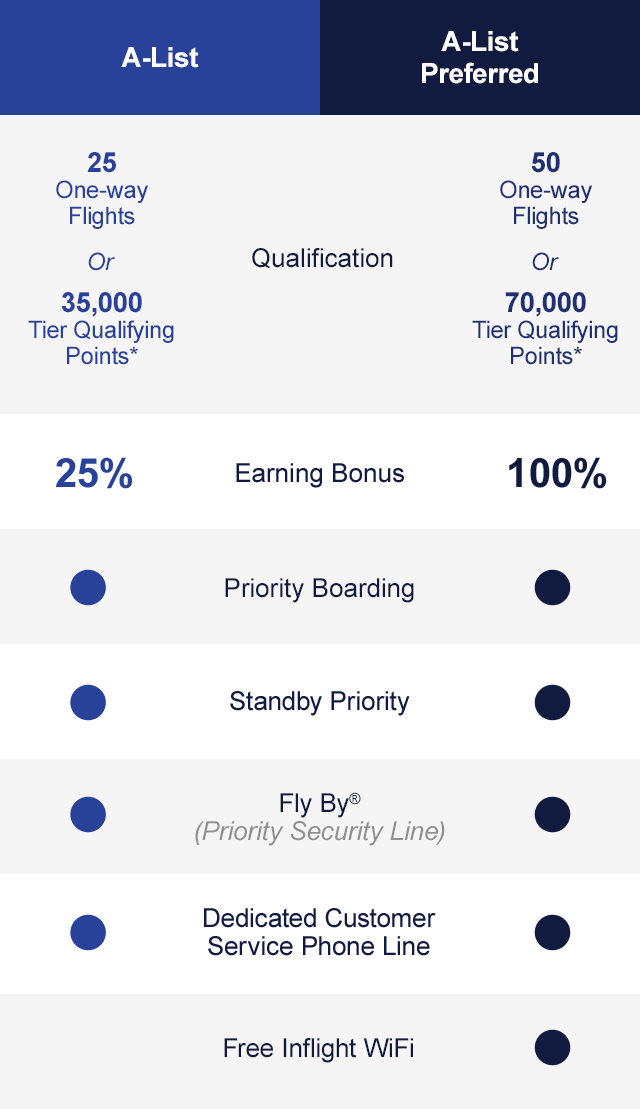 A-List
A-List
Preferred
25
One-way
Flights
Or
35,000
Tier Qualifying
Points*
Qualification
50
One-way
Flights
Or
70,000
Tier Qualifying
Points*
25%
Earning Bonus
100%
Priority Boarding
Standby Priority
Fly By®
(Priority Security Line)
Dedicated Customer
Service Phone Line
Free Inflight WiFi